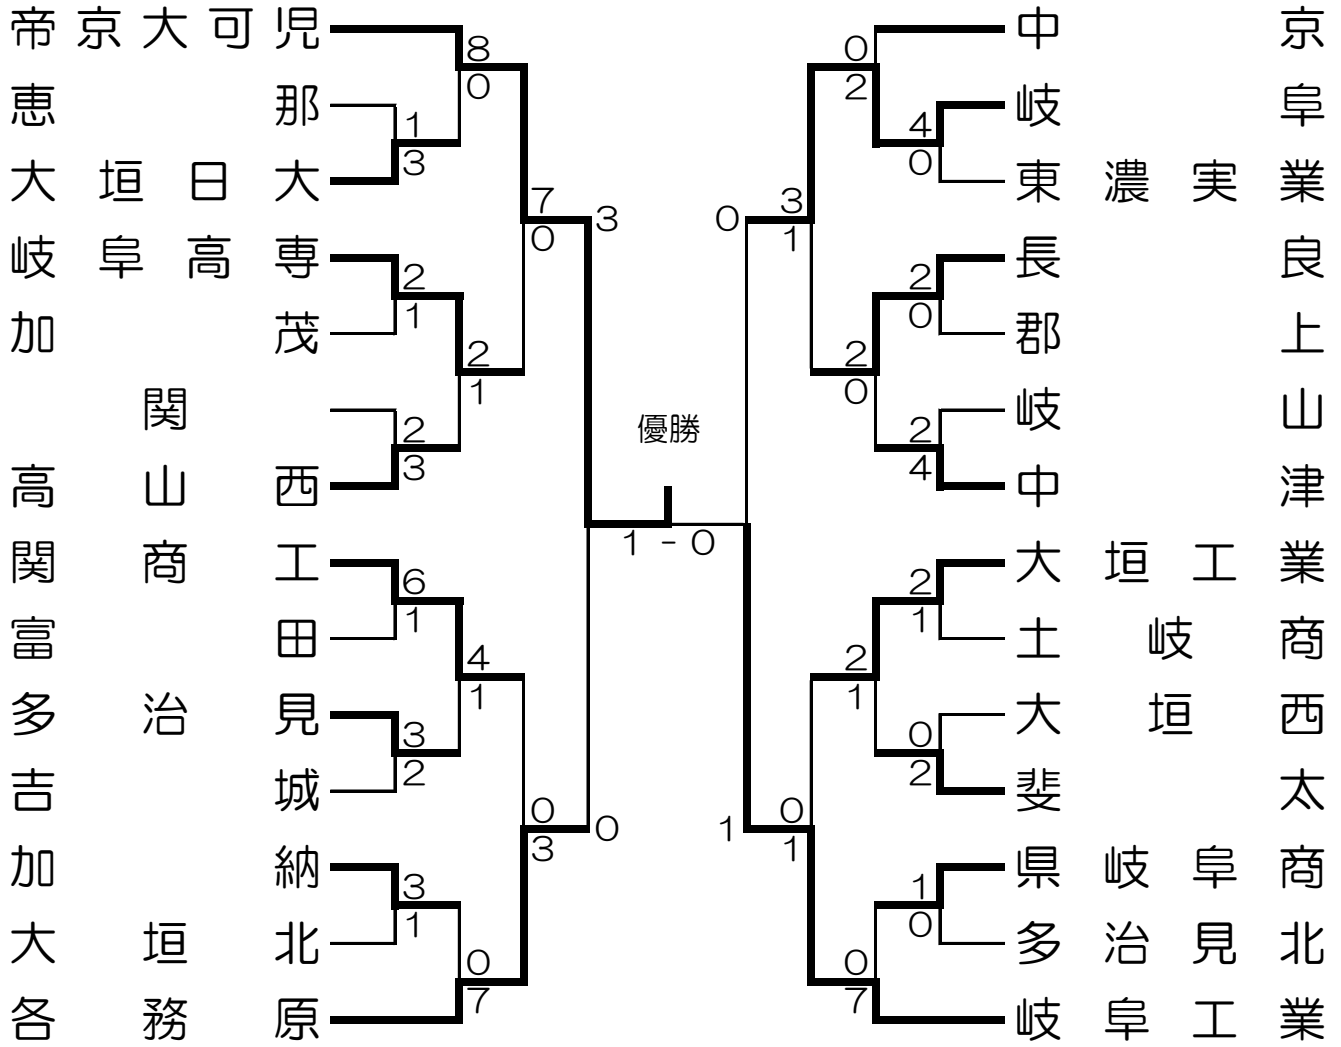 帝京大可児
8
0
恵那
1
3
大垣日大
7
0
3
岐阜高専
2
1
加茂
2
1
関
2
3
高山西
関商工
6
1
富田
4
1
多治見
3
2
吉城
0
3
0
加納
3
1
大垣北
0
7
各務原
優勝
1-0
中京
0
2
岐阜
4
0
東濃実業
0
3
1
長良
2
0
郡上
2
0
岐山
2
4
中津
大垣工業
2
1
土岐商
2
1
大垣西
0
2
斐太
1
0
1
県岐阜商
1
0
多治見北
0
7
岐阜工業